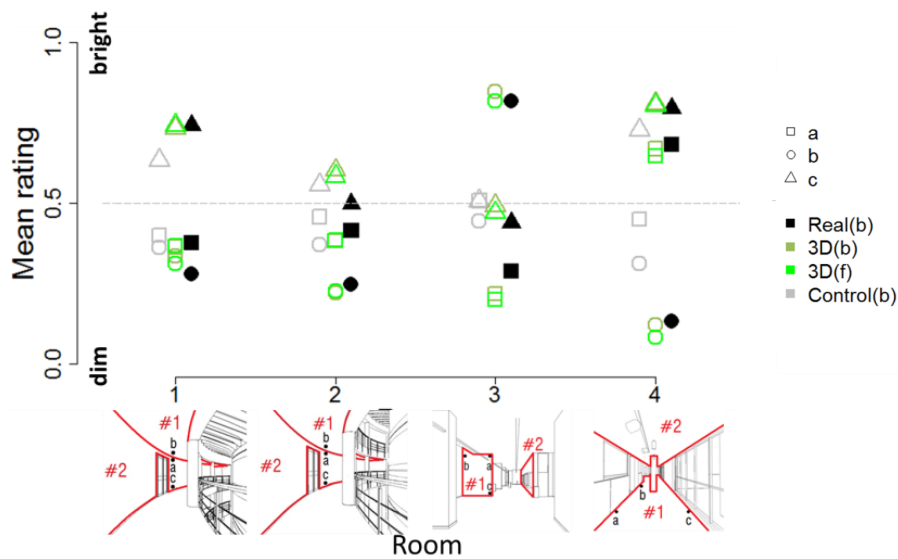 bright
1.0
0.5
0.0
dim
Mean rating
a
b
c
Real(b)
3D(b)
3D(f)
Control(b)
1 2 3 4
#1
#2
b
a
c
#1
#2
b
a
c
#2
b
a
#1
c
#2
b
a
#1
c
Room